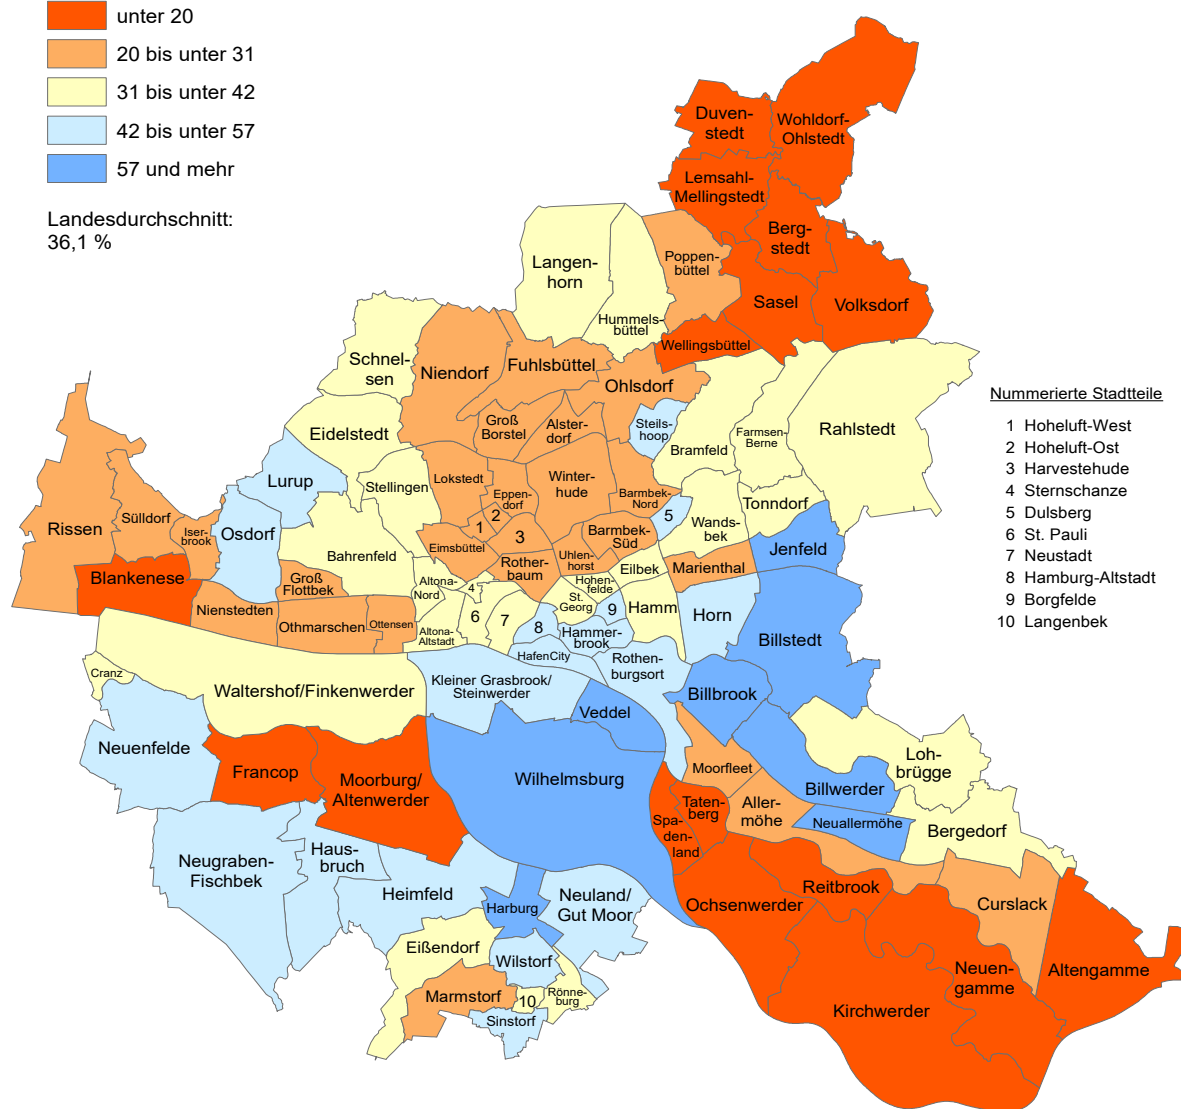 unter 20
20 bis unter 31
31 bis unter 42
42 bis unter 57
57 und mehr
Landesdurchschnitt:
36,1 %
Duven-
stedt
Wohldorf-
Ohlstedt
Lemsahl-
Mellingstedt
Berg-
stedt
Poppen-
büttel
Sasel
Volksdorf
Langen-
horn
Hummels-
büttel
Wellingsbüttel
Schnel-
sen
Niendorf
Fuhlsbüttel
Ohlsdorf
Groß
Borstel
Alster-
dorf
Steils-
hoop
Bramfeld
Farmsen-
Berne
Rahlstedt
Eidelstedt
Lurup
Stellingen
Lokstedt
Eppen-
dorf
Winter-
hude
Barmbek-
Nord
5
Wands-
bek
Tonndorf
Rissen
Sülldorf
Iser-
brook
Osdorf
Bahrenfeld
Eimsbüttel
1
2
3
Barmbek-
Süd
Uhlen-
horst
Rother-
baum
Eilbek
Marienthal
Jenfeld
Blankenese
Groß
Flottbek
Nienstedten
Othmarschen
Ottensen
Altona-
Nord
Altona-
Altstadt
4
6
7
8
9
Hohen-
felde
St.
Georg
Hamm
Horn
Billstedt
Hammer-
brook
HafenCity
Rothen-
burgsort
Billbrook
Cranz
Waltershof/Finkenwerder
Kleiner Grasbrook/
Steinwerder
Veddel
Neuenfelde
Francop
Moorburg/
Altenwerder
Wilhelmsburg
Moorfleet
Billwerder
Loh-
brügge
Taten-
berg
Spa-
den-
land
Aller-
möhe
Neuallermöhe
Bergedorf
Neugraben-
Fischbek
Haus-
bruch
Heimfeld
Harburg
Neuland/
Gut Moor
Ochsenwerder
Reitbrook
Curslack
Eißendorf
Wilstorf
Marmstorf
10
Rönne-
burg
Sinstorf
Neuen-
gamme
Altengamme
Kirchwerder
Nummerierte Stadtteile
1 Hoheluft-West
2 Hoheluft-Ost
3 Harvestehude
4 Sternschanze
5 Dulsberg
6 St. Pauli
7 Neustadt
8 Hamburg-Altstadt
9 Borgfelde
10 Langenbek